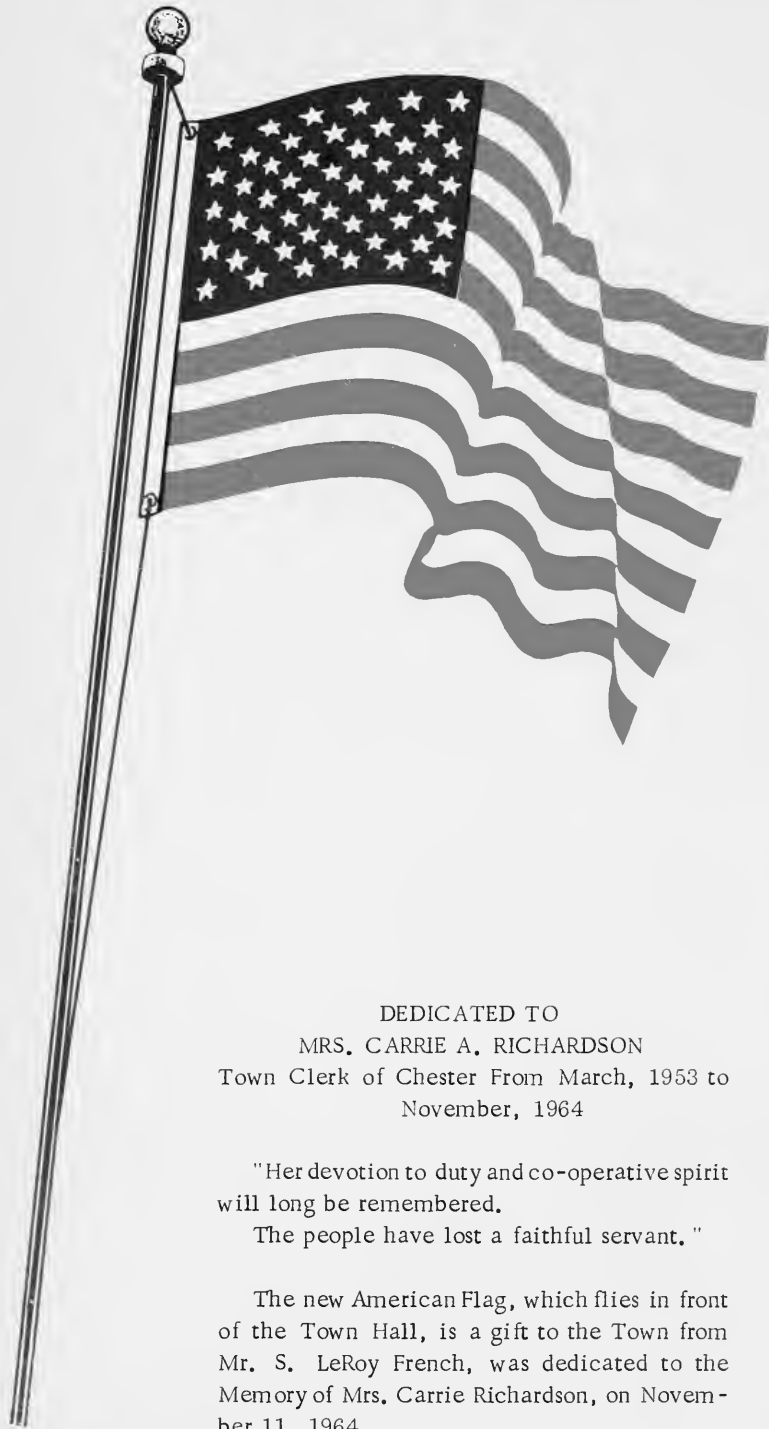 DEDICATED TO
MRS. CARRIE A. RICHARDSON
Town Clerk of Chester From March, 1953 to
November, 1964
"Her devotion to duty and co-operative spirit
will long be remembered.
The people have lost a faithful servant. "
The new American Flag, which flies in front
of the Town Hall, is a gift to the Town from
Mr. S. LeRoy French, was dedicated to the
Memory of Mrs. Carrie Richardson, on Novem-
ber 11, 1964